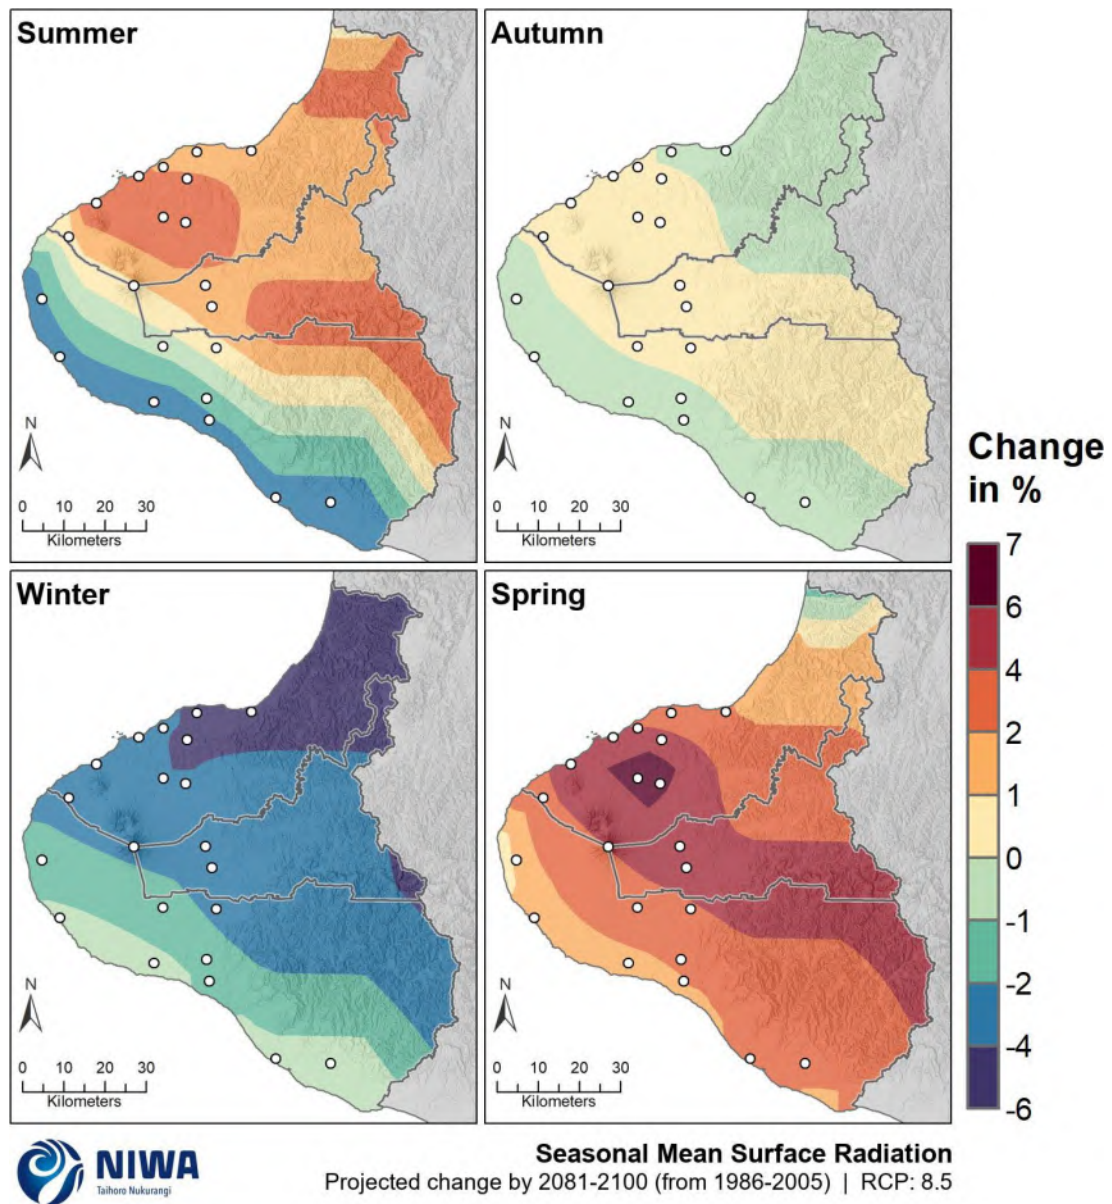 Summer
Autumn
N
0 10 20 30
Kilometers
N
0 10 20 30
Kilometers
Change
in %
7
6
4
2
1
0
-1
-2
-4
-6
Winter
Spring
N
0 10 20 30
Kilometers
N
0 10 20 30
Kilometers
NIWA
Taihoro Nukurangi
Seasonal Mean Surface Radiation
Projected change by 2081-2100 (from 1986-2005) | RCP: 8.5